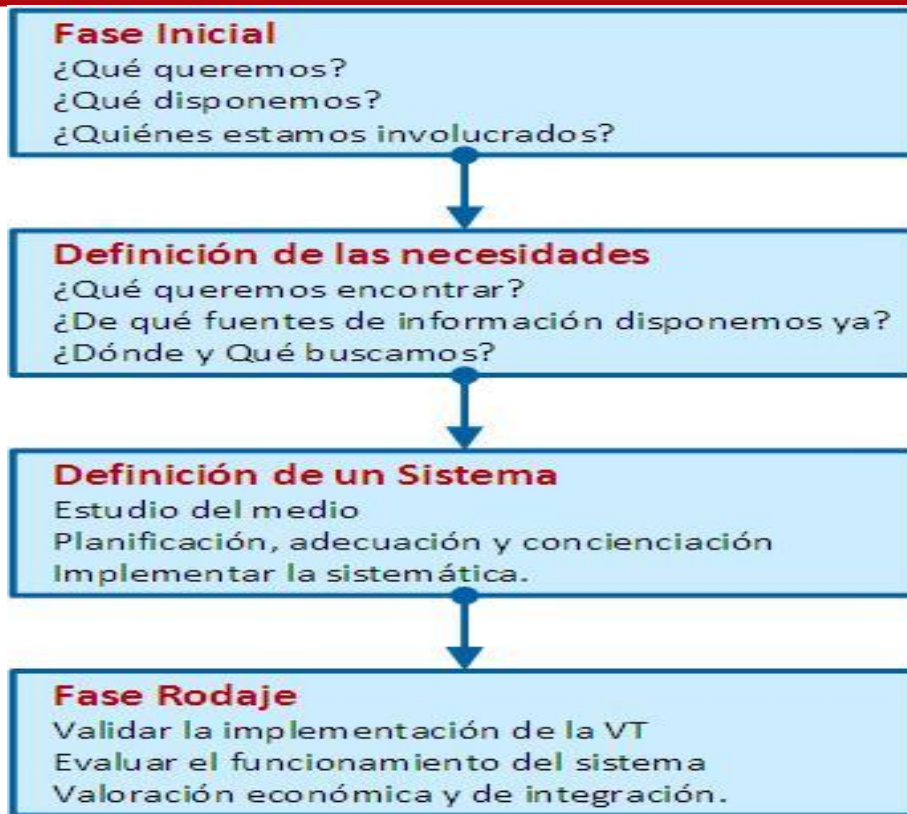 Fase Inicial
¿Qué queremos?
¿Qué disponemos?
¿Quiénes estamos involucrados?
Definición de las necesidades
¿Qué queremos encontrar?
¿De qué fuentes de información disponemos ya?
¿Dónde y Qué buscamos?
Definición de un Sistema
Estudio del medio
Planificación, adecuación y concienciación
Implementar la sistemática.
Fase Rodaje
Validar la implementación de la VT
Evaluar el funcionamiento del sistema
Valoración económica y de integración.